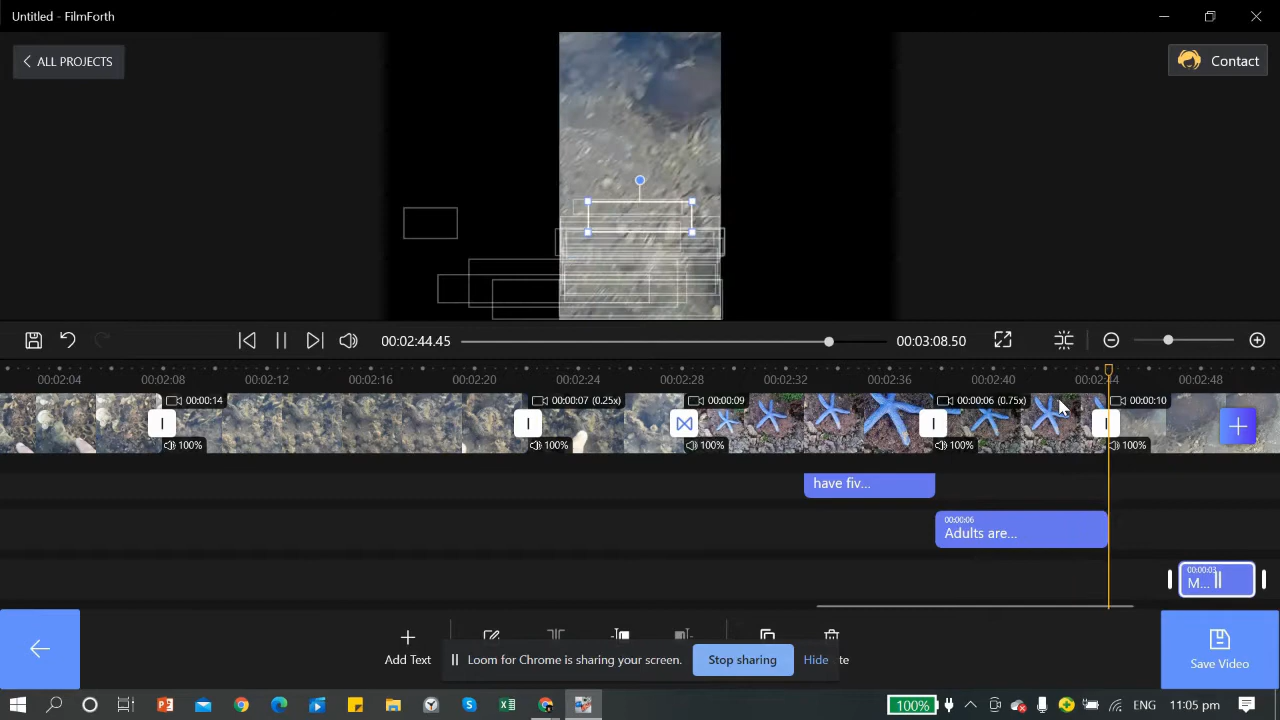 Untitled - FilmForth
ALL PROJECTS
Contact
00:02:44.45
00:03:08.50
00:02:04
00:02:08
00:02:12
00:02:16
00:02:20
00:02:24
00:02:28
00:02:32
00:02:36
00:02:40
00:02:44
00:02:48
00:00:14
00:00:07 (0.25x)
00:00:09
00:00:06 (0.75x)
00:00:10
100%
100%
100%
100%
100%
have fiv...
00:00:06
Adults are...
00:00:03
M...
Add Text
Loom for Chrome is sharing your screen.
Stop sharing
Hide
te
Save Video
100%
ENG
11:05 pm